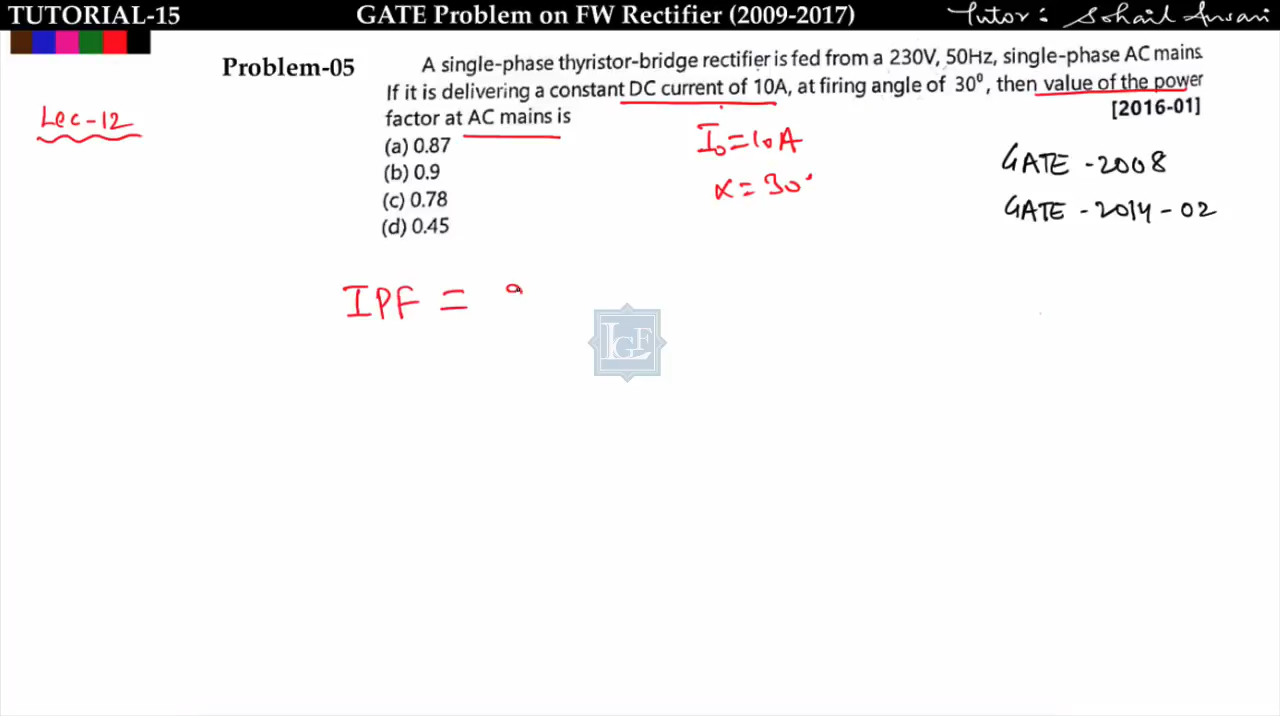 TUTORIAL-15
GATE Problem on FW Rectifier (2009-2017)
Tutor : Sohail Ansari
Problem-05
A single-phase thyristor-bridge rectifier is fed from a 230V, 50Hz, single-phase AC mains.
If it is delivering a constant DC current of 10A, at firing angle of 30⁰, then value of the power
factor at AC mains is
[2016-01]
Lec-12
(a) 0.87
(b) 0.9
(c) 0.78
(d) 0.45
I₀ = 10A
α = 30°
GATE - 2008
GATE - 2014 - 02
IPF =
LGF